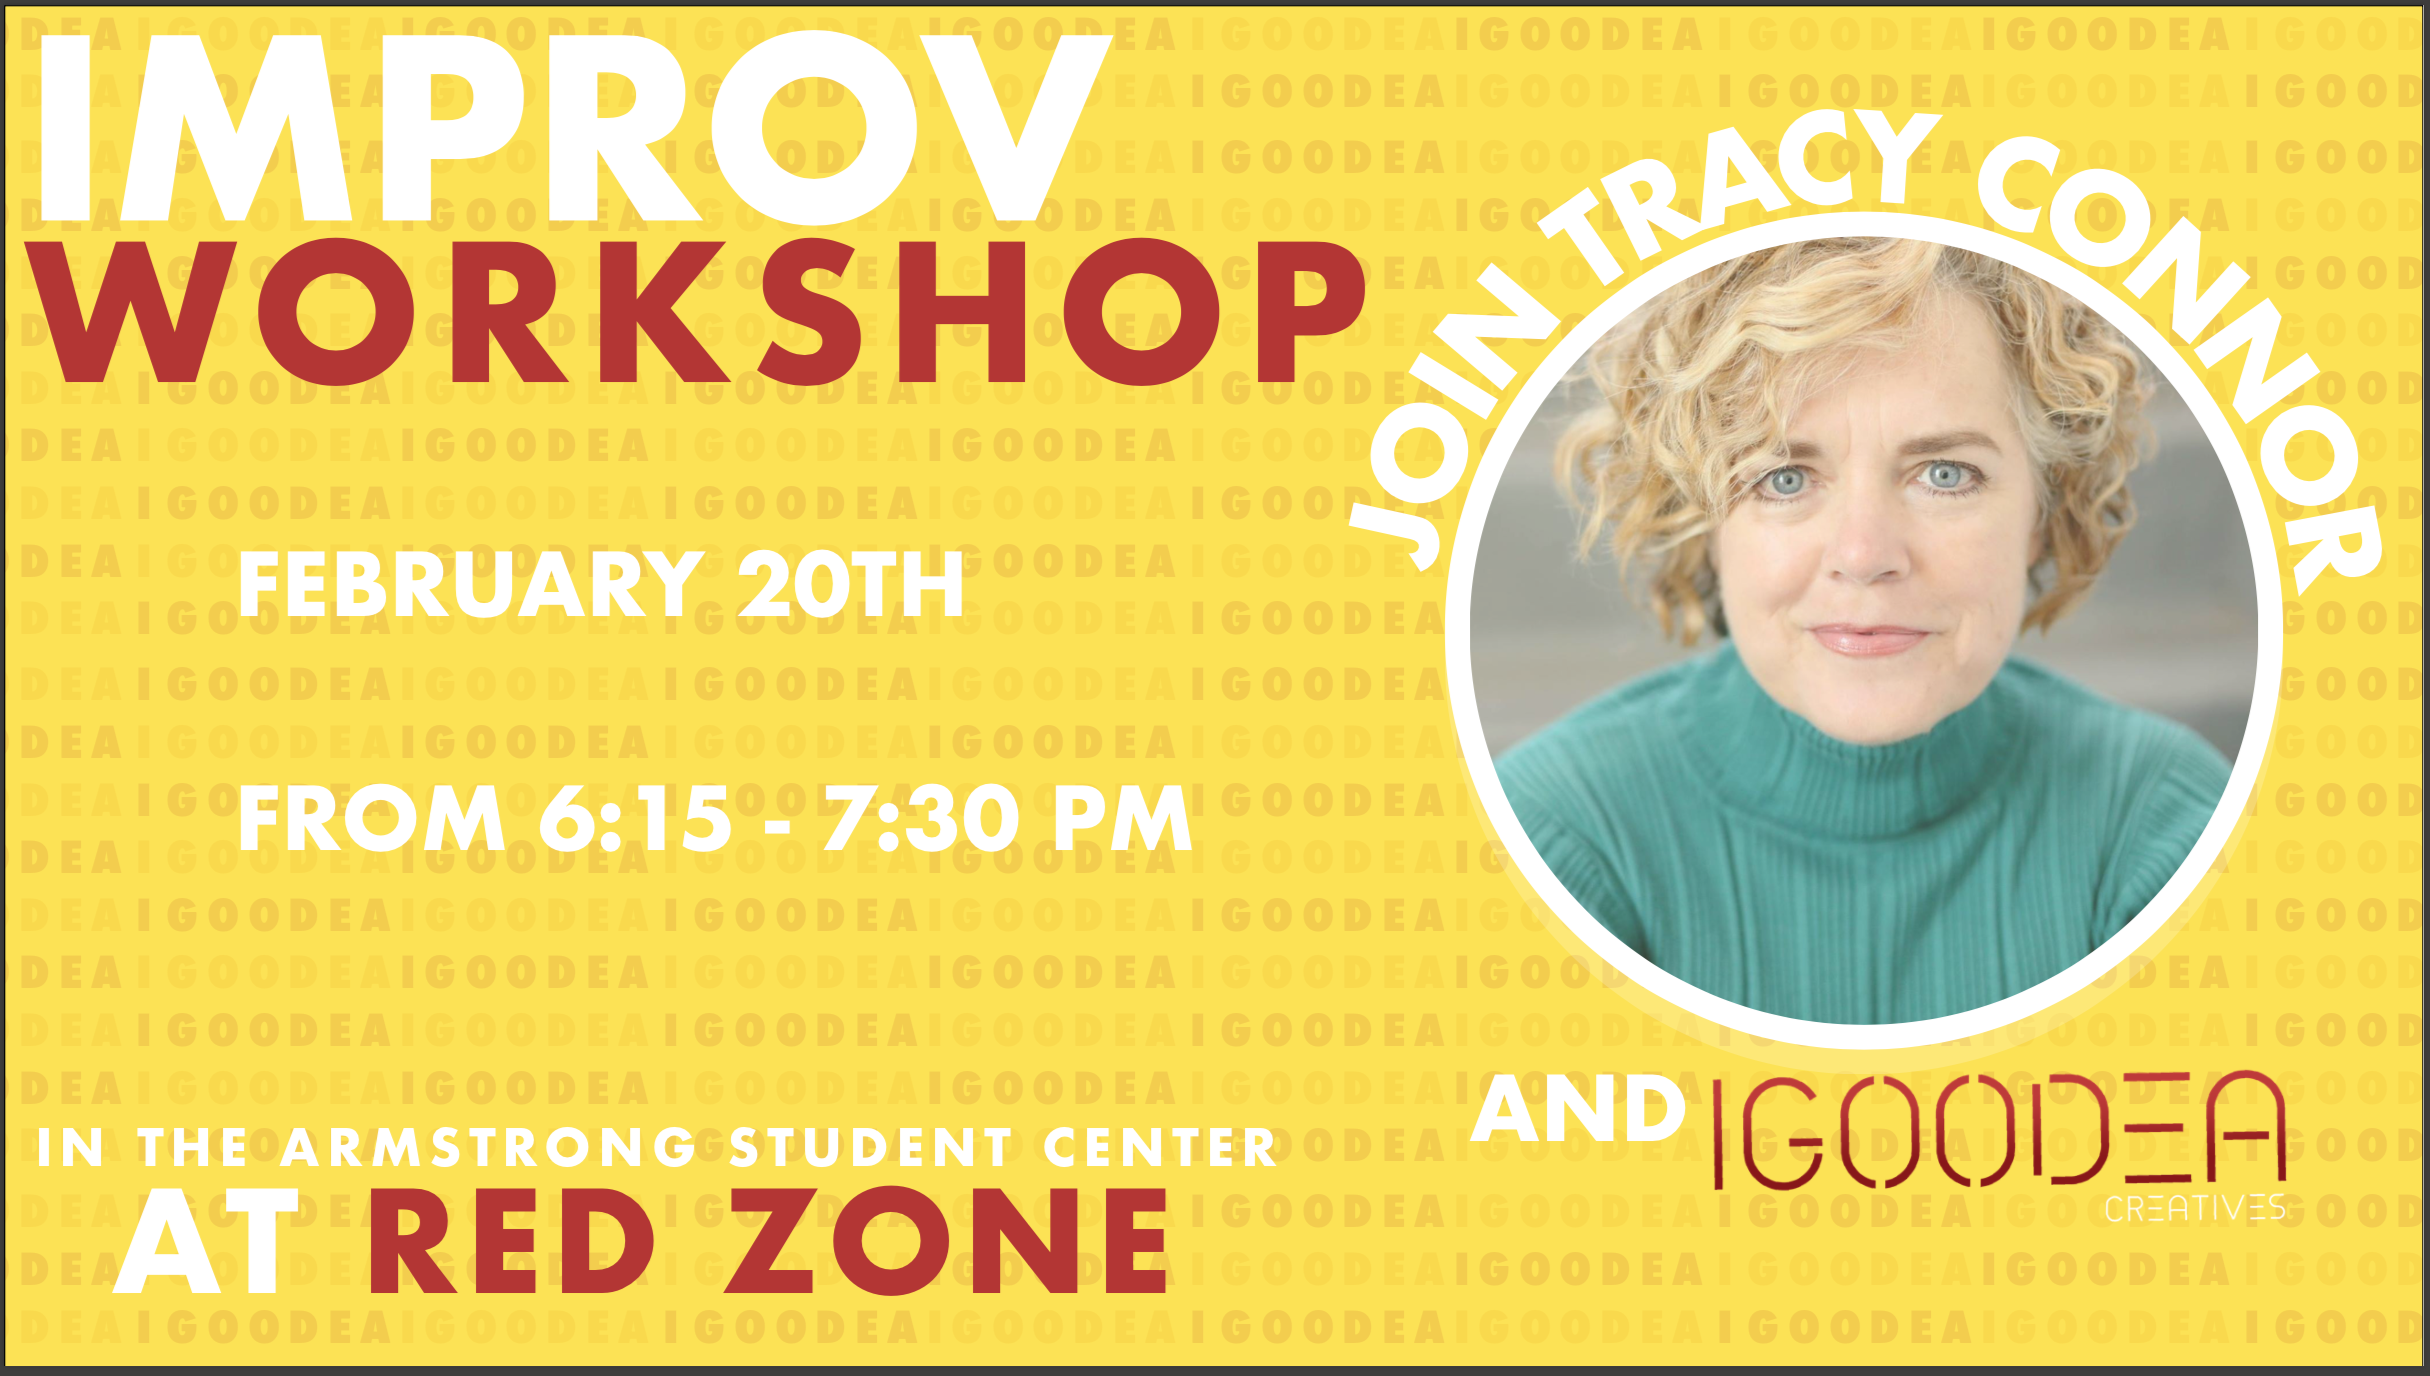 IMPROV
WORKSHOP
FEBRUARY 20TH
FROM 6:15 - 7:30 PM
IN THE ARMSTRONG STUDENT CENTER
AT RED ZONE
JOIN TRACY CONNOR
AND IGOODEA
CREATIVES